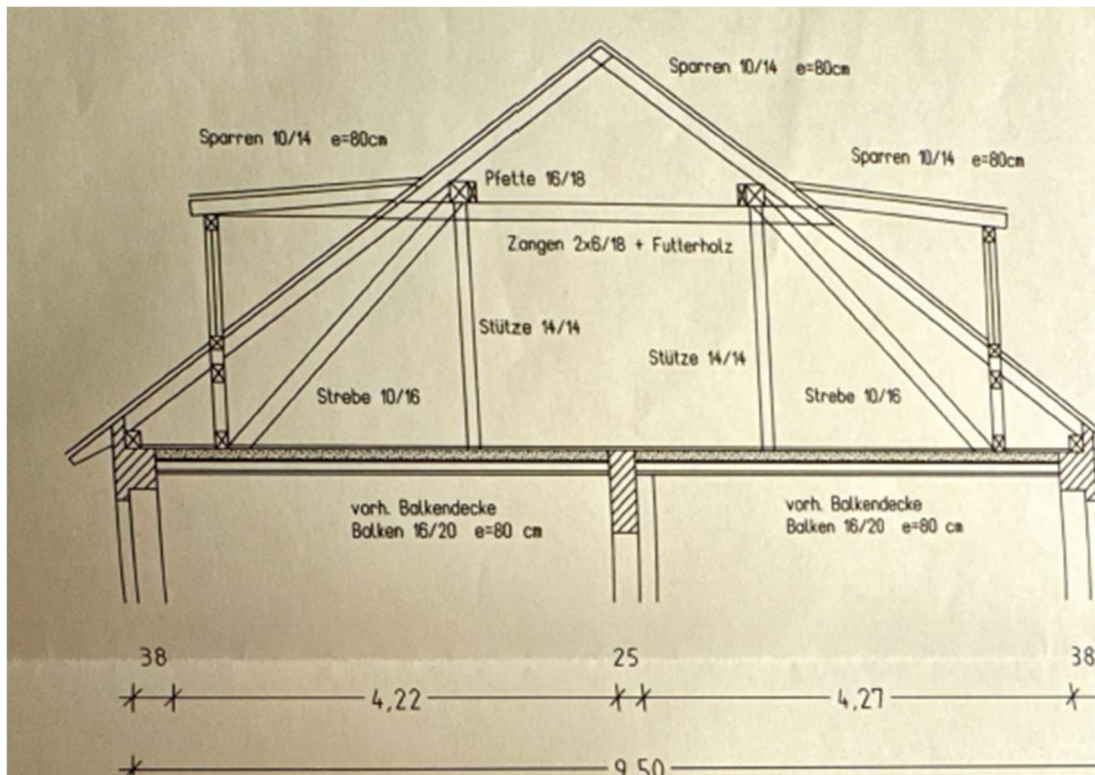 Sparren 10/14 e=80cm
Sparren 10/14 e=80cm
Sparren 10/14 e=80cm
Pfette 16/18
Zangen 2x6/18 + Futterholz
Stütze 14/14
Stütze 14/14
Strebe 10/16
Strebe 10/16
vorh. Balkendecke
Balken 16/20 e=80 cm
vorh. Balkendecke
Balken 16/20 e=80 cm
38
25
38
4,22
4,27
9,50